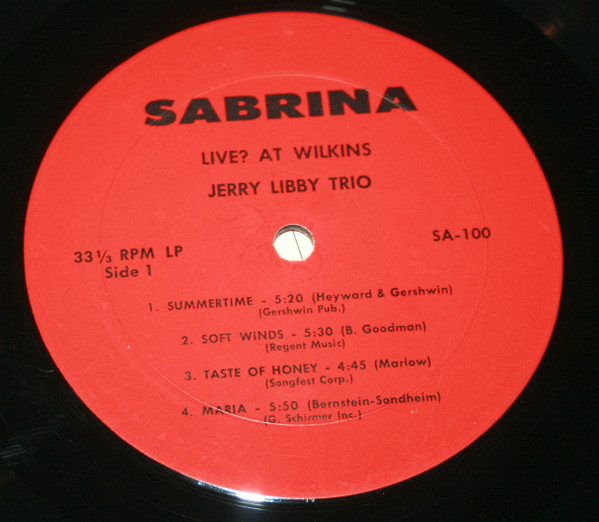 SABRINA
LIVE? AT WILKINS
JERRY LIBBY TRIO
33⅓ RPM LP
Side 1
SA-100
1. SUMMERTIME - 5:20 (Heyward & Gershwin)
(Gershwin Pub.)
2. SOFT WINDS - 5:30 (B. Goodman)
(Regent Music)
3. TASTE OF HONEY - 4:45 (Marlow)
(Songfest Corp.)
4. MARIA - 5:50 (Bernstein-Sondheim)
(G. Schirmer Inc.)